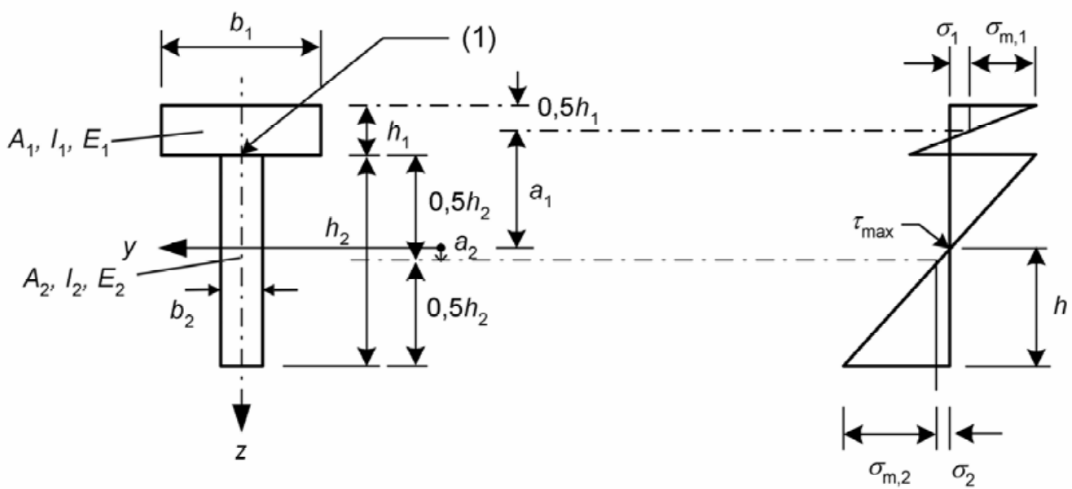 b₁
(1)
σ₁
σₘ,₁
0,5h₁
A₁, I₁, E₁
h₁
a₁
0,5h₂
h₂
τₘₐₓ
y
a₂
A₂, I₂, E₂
b₂
0,5h₂
h
z
σₘ,₂
σ₂